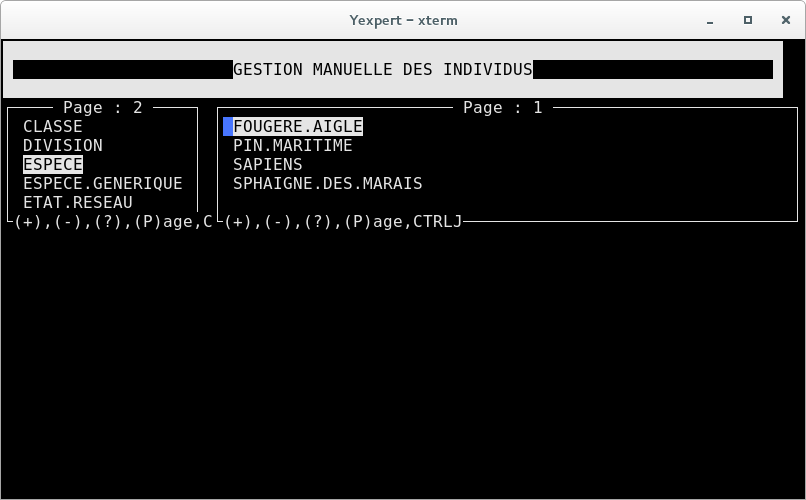 Yexpert – xterm
GESTION MANUELLE DES INDIVIDUS
Page : 2
CLASSE
DIVISION
ESPECE
ESPECE.GENERIQUE
ETAT.RESEAU
(+),(-),(?),(P)age,C
Page : 1
FOUGERE.AIGLE
PIN.MARITIME
SAPIENS
SPHAIGNE.DES.MARAIS
(+),(-),(?),(P)age,CTRLJ